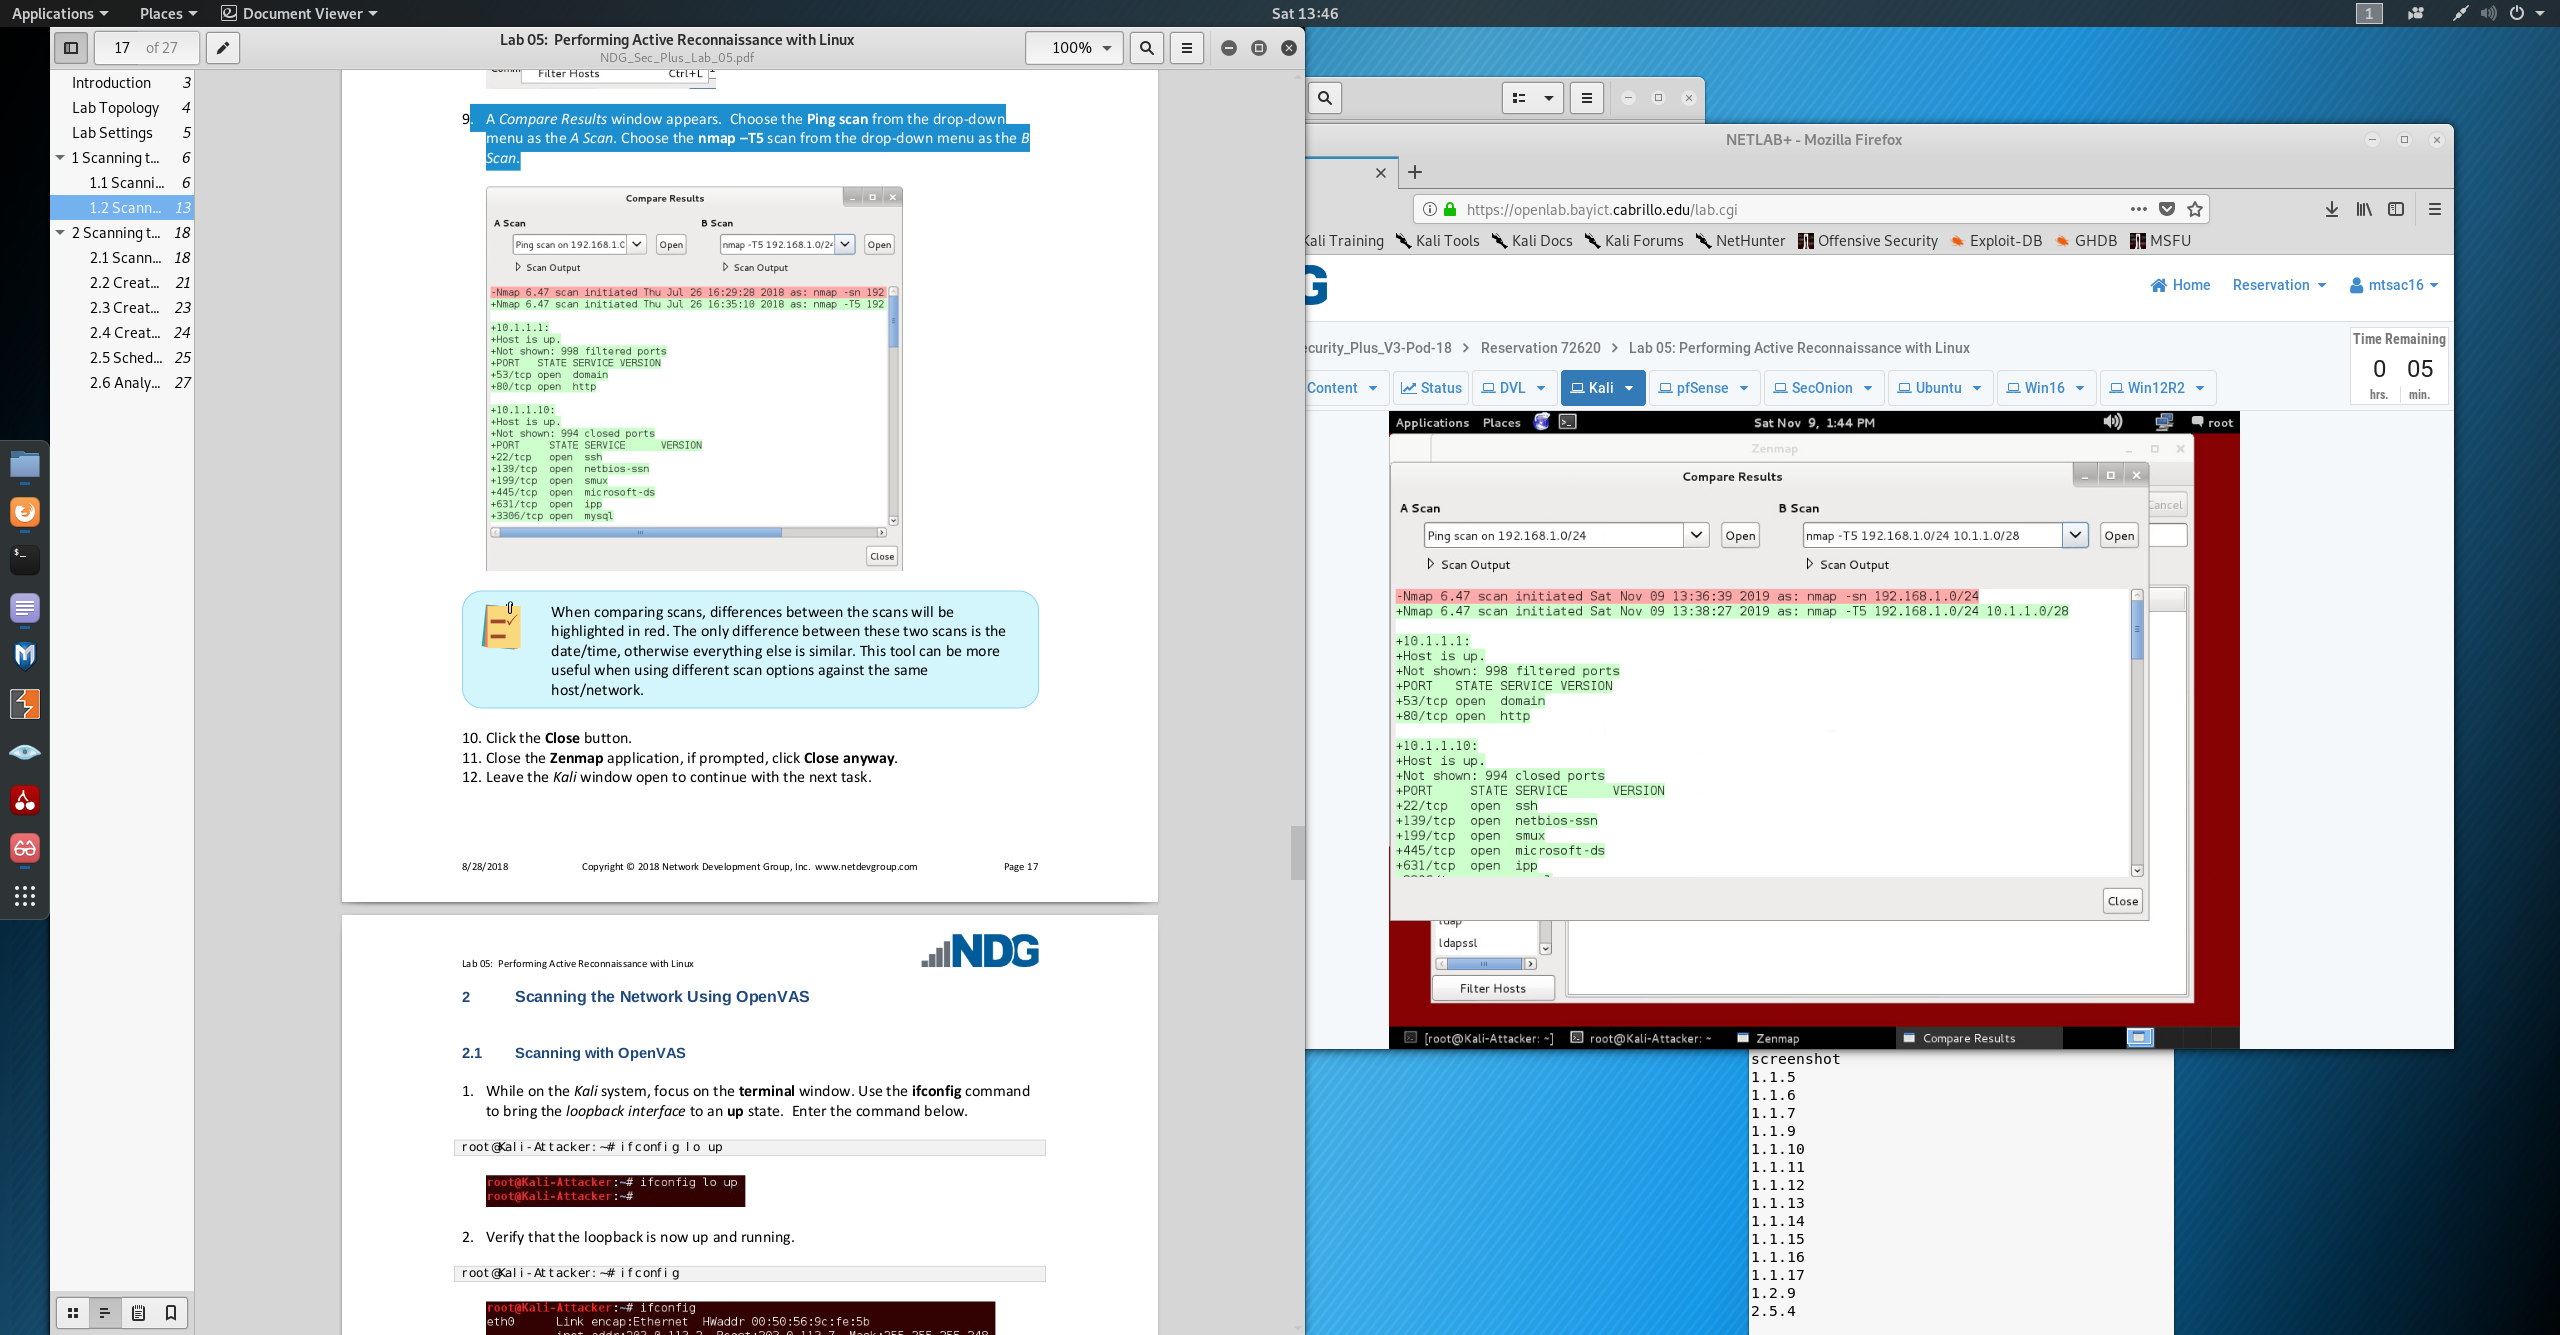 Applications Places Document Viewer Sat 13:46 1
17 of 27
Lab 05: Performing Active Reconnaissance with Linux
NDG_Sec_Plus_Lab_05.pdf
100%
Introduction 3
Lab Topology 4
Lab Settings 5
1 Scanning t... 6
1.1 Scanni... 6
1.2 Scann... 13
2 Scanning t... 18
2.1 Scann... 18
2.2 Creat... 21
2.3 Creat... 23
2.4 Creat... 24
2.5 Sched... 25
2.6 Analy... 27
Filter Hosts Ctrl+L
9. A Compare Results window appears. Choose the Ping scan from the drop-down
menu as the A Scan. Choose the nmap –T5 scan from the drop-down menu as the B
Scan.
Compare Results
A Scan B Scan
Ping scan on 192.168.1.0 Open nmap -T5 192.168.1.0/24 Open
Scan Output Scan Output
-Nmap 6.47 scan initiated Thu Jul 26 16:29:28 2018 as: nmap -sn 192
+Nmap 6.47 scan initiated Thu Jul 26 16:35:10 2018 as: nmap -T5 192
+10.1.1.1:
+Host is up.
+Not shown: 998 filtered ports
+PORT STATE SERVICE VERSION
+53/tcp open domain
+80/tcp open http
+10.1.1.10:
+Host is up.
+Not shown: 994 closed ports
+PORT STATE SERVICE VERSION
+22/tcp open ssh
+139/tcp open netbios-ssn
+199/tcp open smux
+445/tcp open microsoft-ds
+631/tcp open ipp
+3306/tcp open mysql
Close
When comparing scans, differences between the scans will be
highlighted in red. The only difference between these two scans is the
date/time, otherwise everything else is similar. This tool can be more
useful when using different scan options against the same
host/network.
10. Click the Close button.
11. Close the Zenmap application, if prompted, click Close anyway.
12. Leave the Kali window open to continue with the next task.
8/28/2018 Copyright © 2018 Network Development Group, Inc. www.netdevgroup.com Page 17
NDG
Lab 05: Performing Active Reconnaissance with Linux
2 Scanning the Network Using OpenVAS
2.1 Scanning with OpenVAS
1. While on the Kali system, focus on the terminal window. Use the ifconfig command
to bring the loopback interface to an up state. Enter the command below.
root@Kali-Attacker:~# ifconfig lo up
root@Kali-Attacker:~# ifconfig lo up
root@Kali-Attacker:~#
2. Verify that the loopback is now up and running.
root@Kali-Attacker:~# ifconfig
root@Kali-Attacker:~# ifconfig
eth0 Link encap:Ethernet HWaddr 00:50:56:9c:fe:5b
NETLAB+ - Mozilla Firefox
https://openlab.bayict.cabrillo.edu/lab.cgi
Kali Training Kali Tools Kali Docs Kali Forums NetHunter Offensive Security Exploit-DB GHDB MSFU
G
Home Reservation mtsac16
ecurity_Plus_V3-Pod-18 > Reservation 72620 > Lab 05: Performing Active Reconnaissance with Linux
Time Remaining
0 05
hrs. min.
Content Status DVL Kali pfSense SecOnion Ubuntu Win16 Win12R2
Applications Places Sat Nov 9, 1:44 PM root
Zenmap
Compare Results
A Scan B Scan
Cancel
Ping scan on 192.168.1.0/24 Open nmap -T5 192.168.1.0/24 10.1.1.0/28 Open
Scan Output Scan Output
-Nmap 6.47 scan initiated Sat Nov 09 13:36:39 2019 as: nmap -sn 192.168.1.0/24
+Nmap 6.47 scan initiated Sat Nov 09 13:38:27 2019 as: nmap -T5 192.168.1.0/24 10.1.1.0/28
+10.1.1.1:
+Host is up.
+Not shown: 998 filtered ports
+PORT STATE SERVICE VERSION
+53/tcp open domain
+80/tcp open http
+10.1.1.10:
+Host is up.
+Not shown: 994 closed ports
+PORT STATE SERVICE VERSION
+22/tcp open ssh
+139/tcp open netbios-ssn
+199/tcp open smux
+445/tcp open microsoft-ds
+631/tcp open ipp
Close
ldap
ldapssl
Filter Hosts
[root@Kali-Attacker: ~] root@Kali-Attacker: ~ Zenmap Compare Results
screenshot
1.1.5
1.1.6
1.1.7
1.1.9
1.1.10
1.1.11
1.1.12
1.1.13
1.1.14
1.1.15
1.1.16
1.1.17
1.2.9
2.5.4